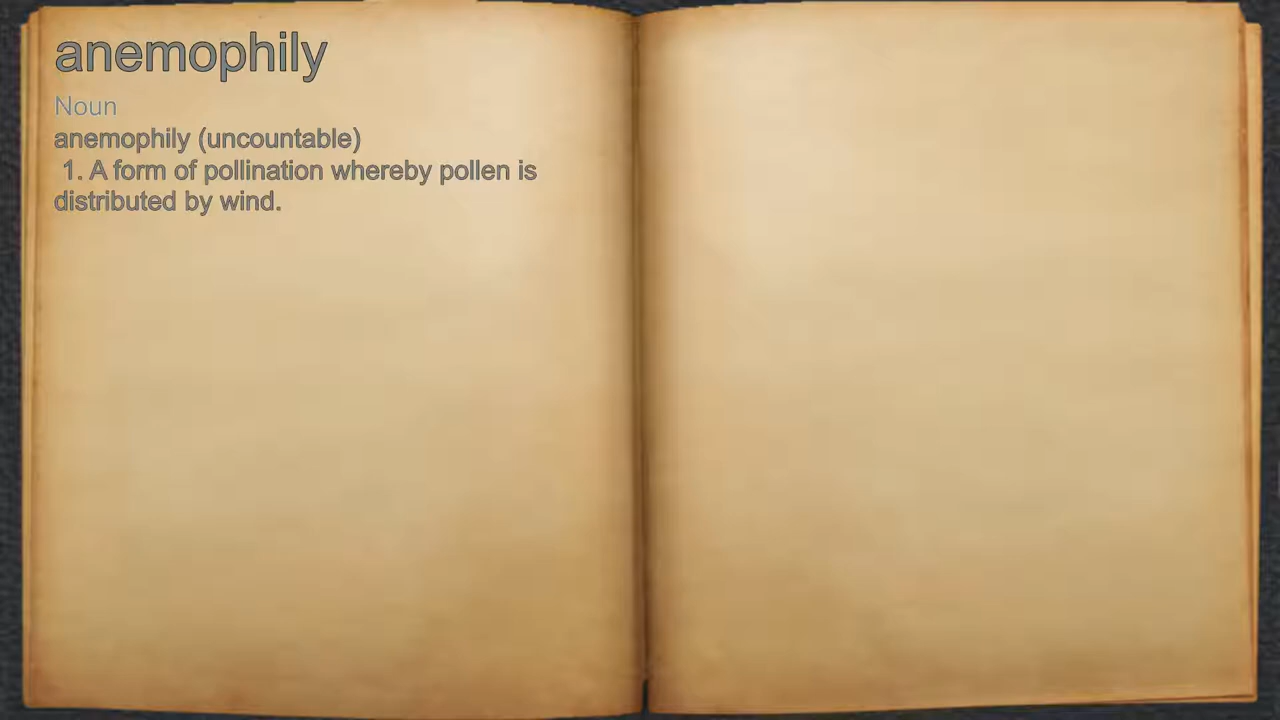 anemophily
Noun
anemophily (uncountable)
1. A form of pollination whereby pollen is
distributed by wind.